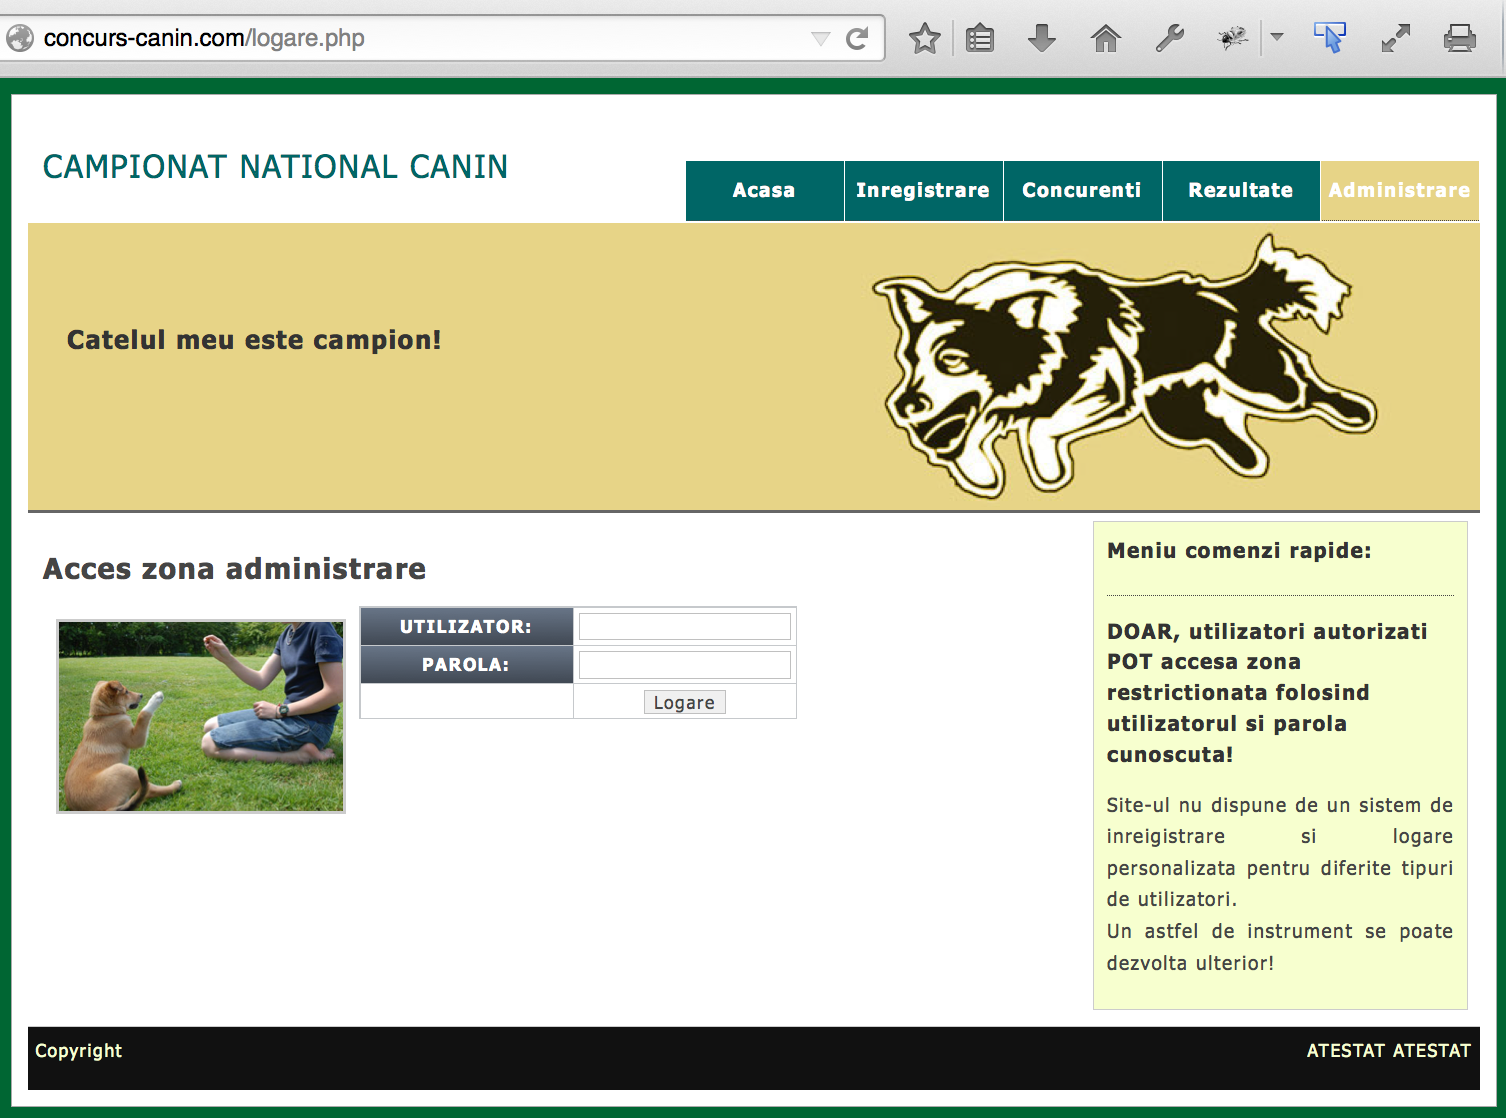 concurs-canin.com/logare.php
CAMPIONAT NATIONAL CANIN
Acasa
Inregistrare
Concurenti
Rezultate
Administrare
Catelul meu este campion!
Acces zona administrare
UTILIZATOR:
PAROLA:
Logare
Meniu comenzi rapide:
DOAR, utilizatori autorizati
POT accesa zona
restrictionata folosind
utilizatorul si parola
cunoscuta!
Site-ul nu dispune de un sistem de
inreigistrare si logare
personalizata pentru diferite tipuri
de utilizatori.
Un astfel de instrument se poate
dezvolta ulterior!
Copyright
ATESTAT ATESTAT